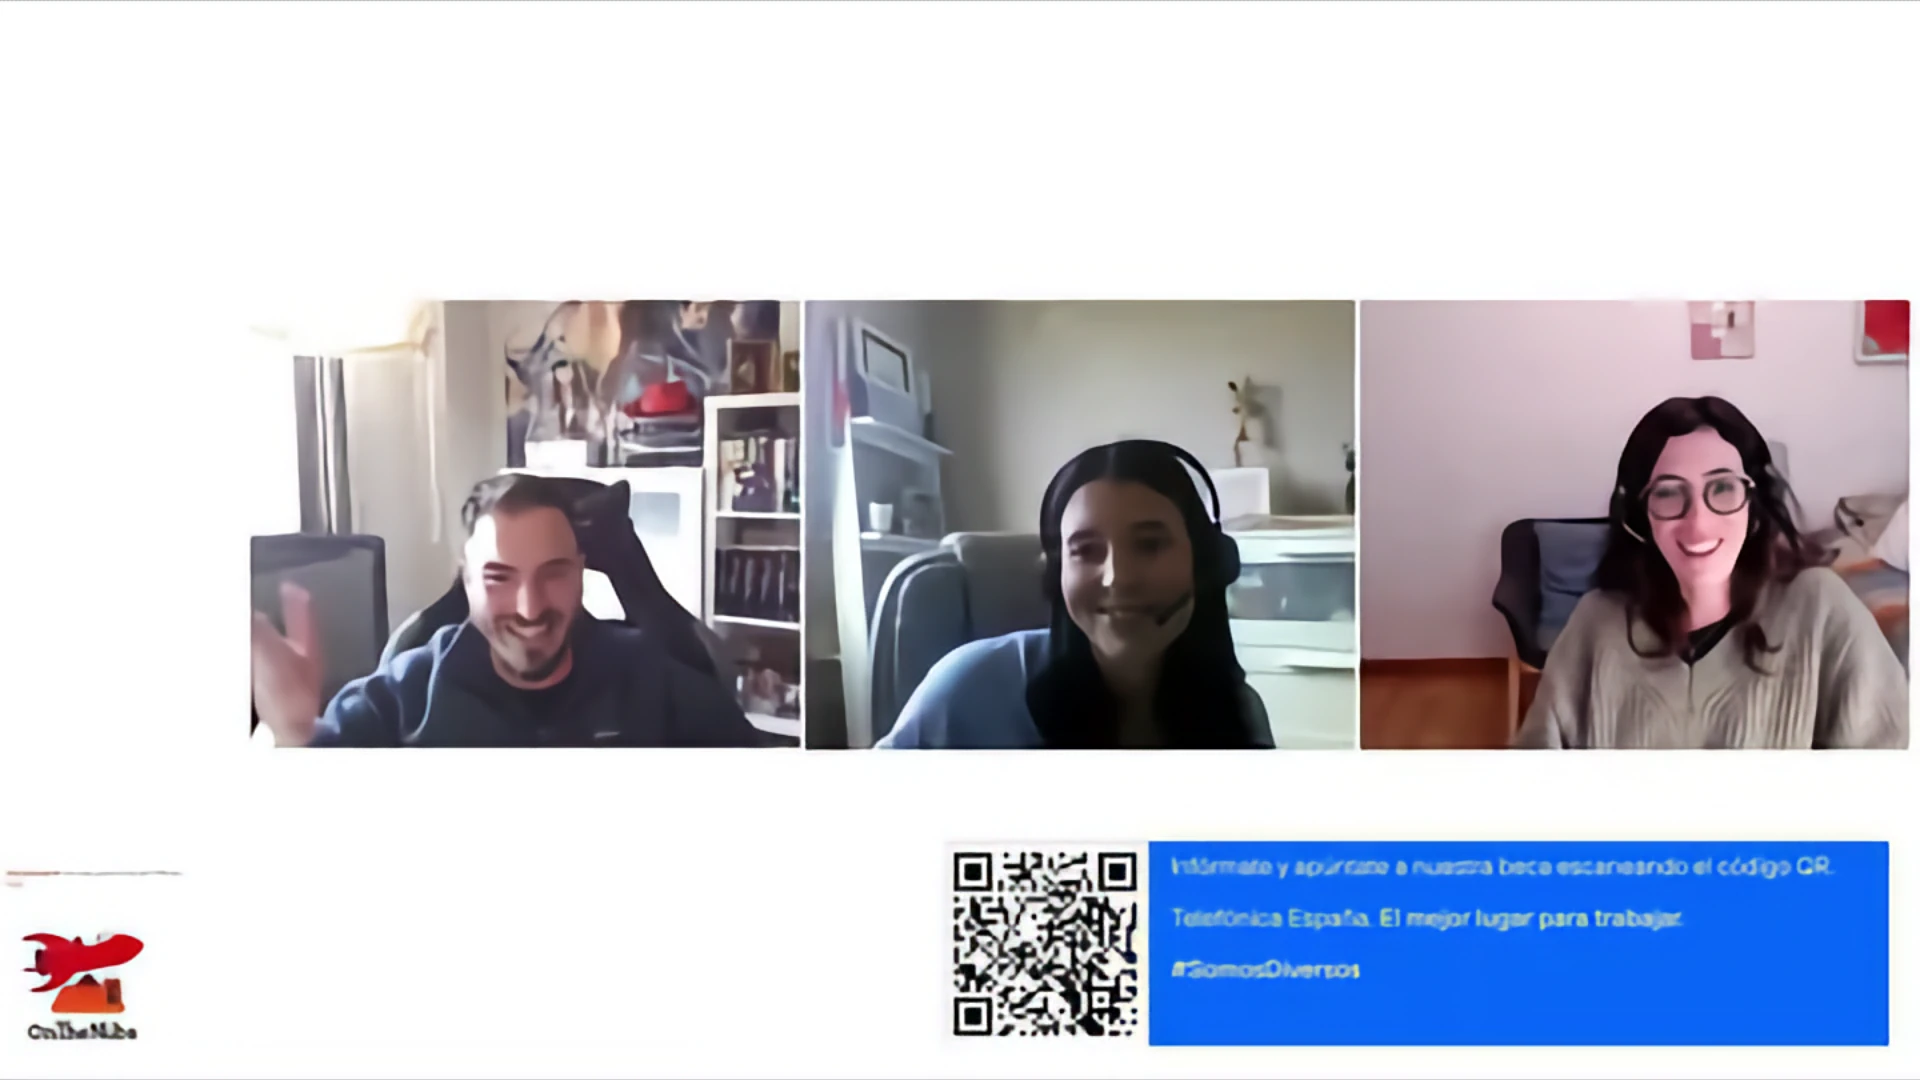 Infórmate y apúntate a nuestra beca escaneando el código QR.
Telefónica España. El mejor lugar para trabajar.
#SomosDiversos
OnTheNube